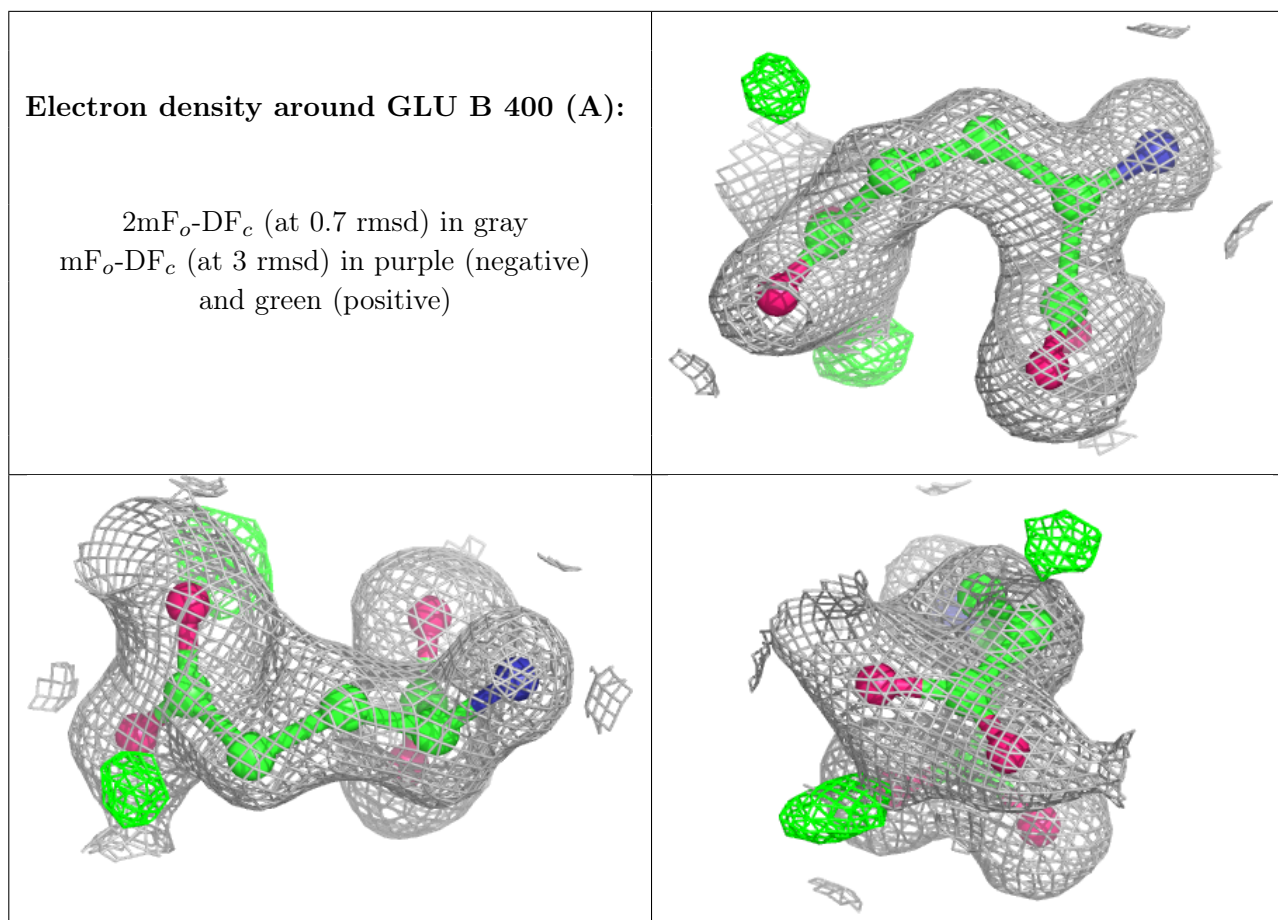 Electron density around GLU B 400 (A):
2mFo-DFc (at 0.7 rmsd) in gray
mFo-DFc (at 3 rmsd) in purple (negative)
and green (positive)